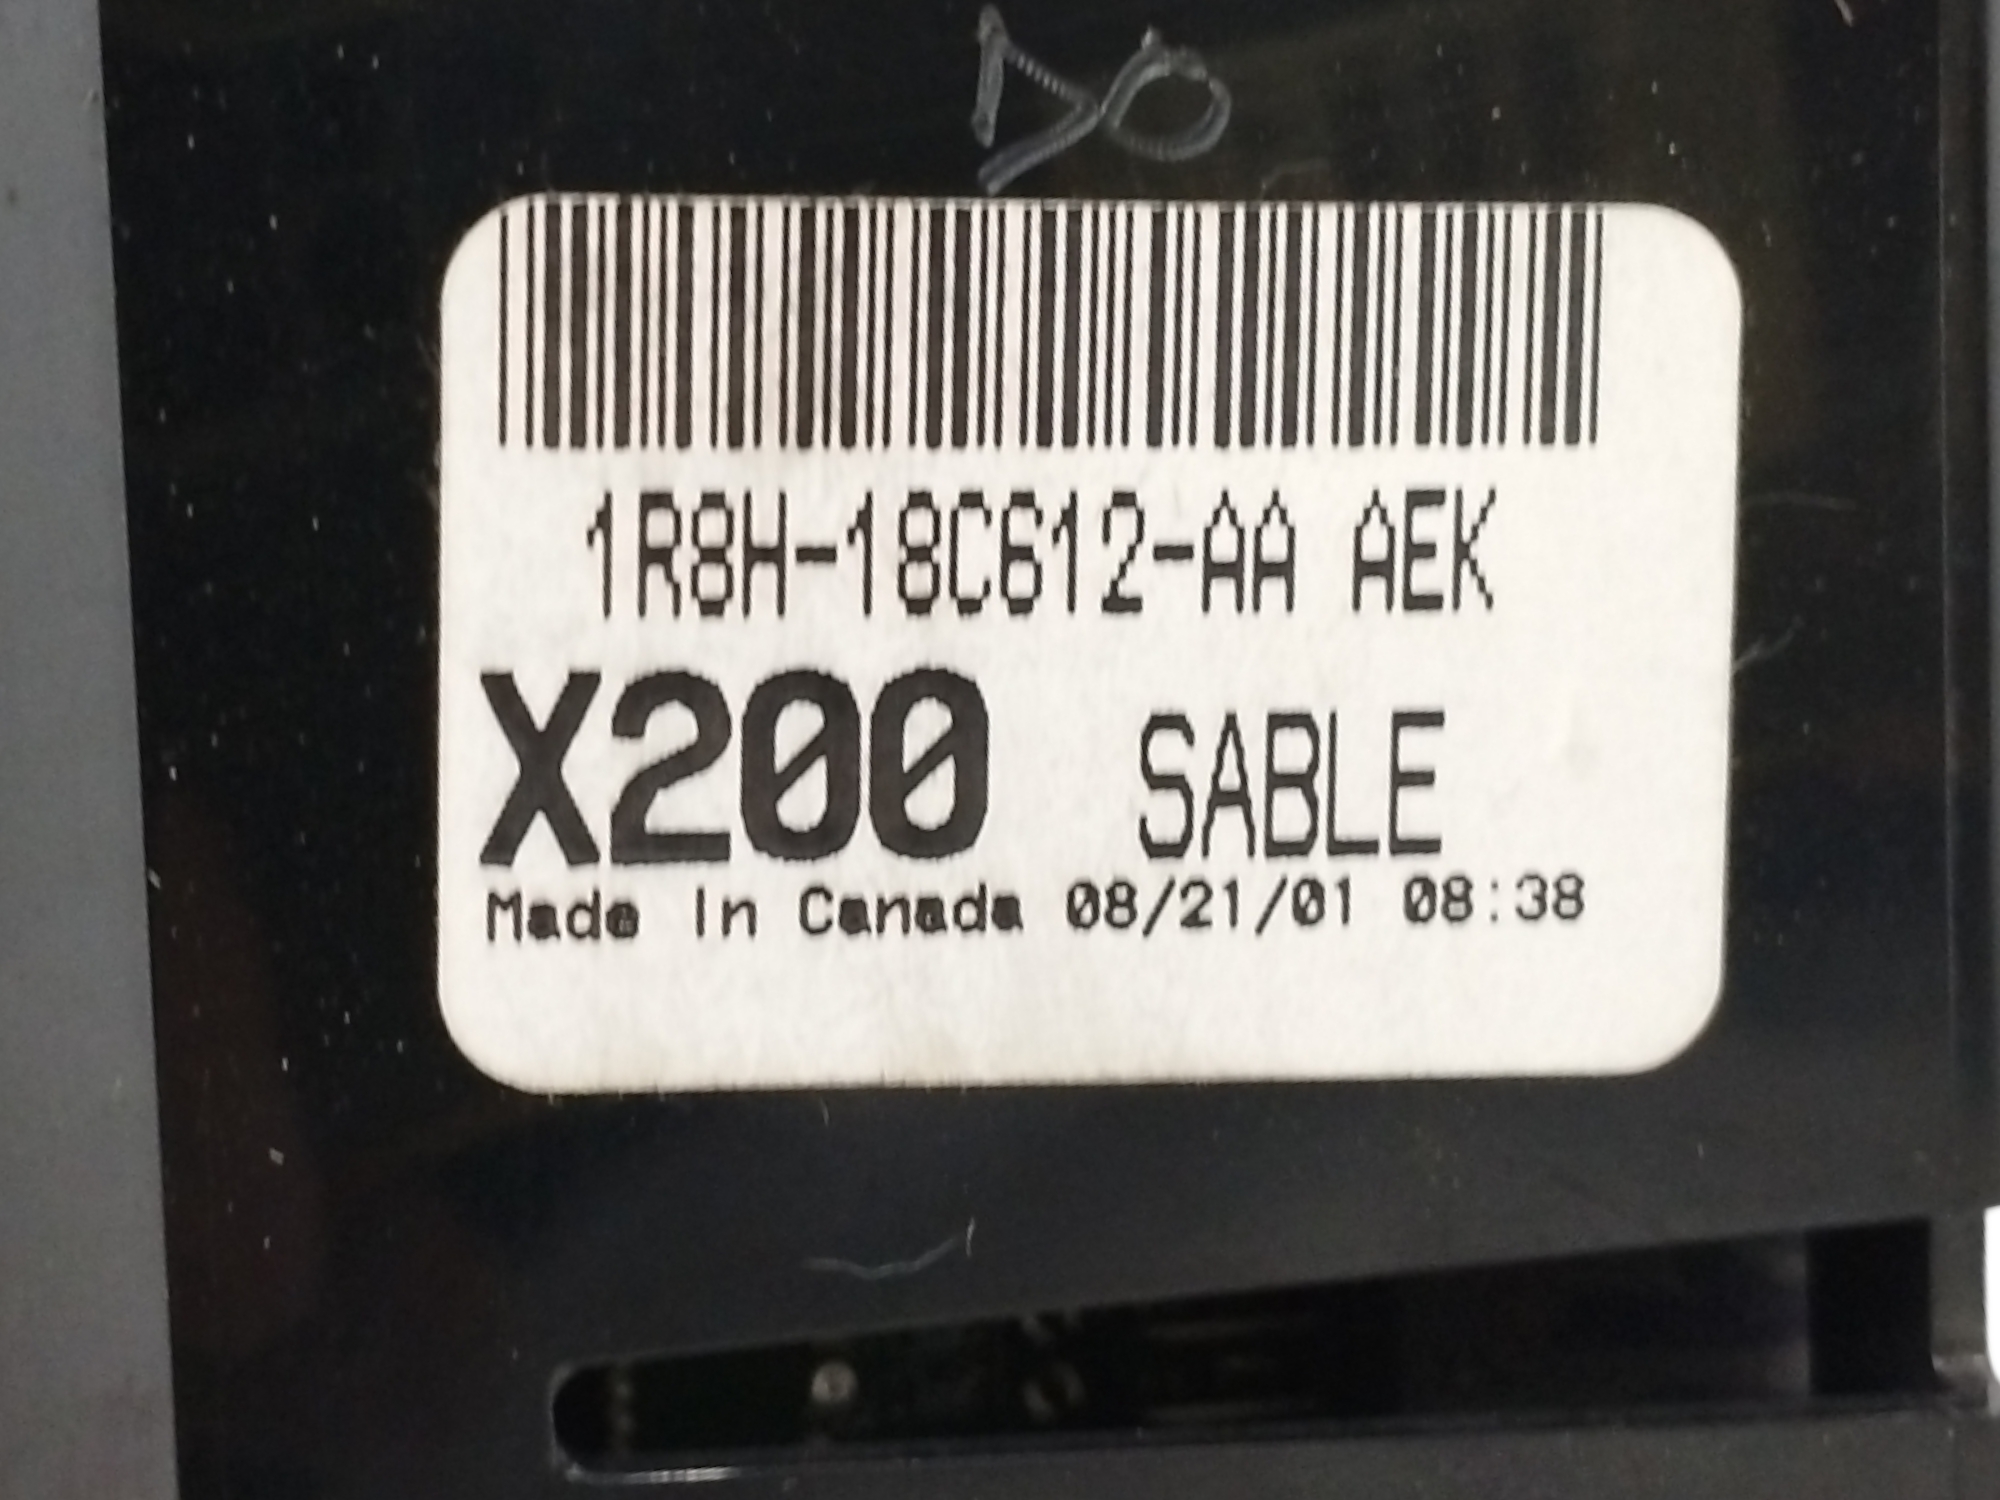 1R8H-18C612-AA AEK
X200 SABLE
Made In Canada 08/21/01 08:38